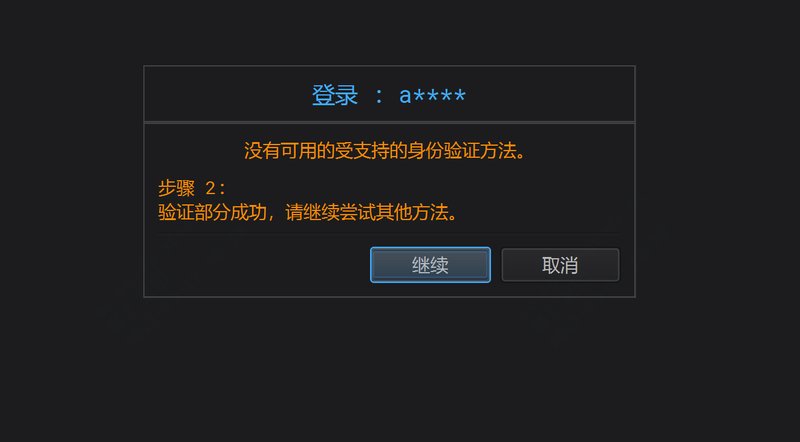 登录 : a****
没有可用的受支持的身份验证方法。
步骤 2:
验证部分成功，请继续尝试其他方法。
继续
取消